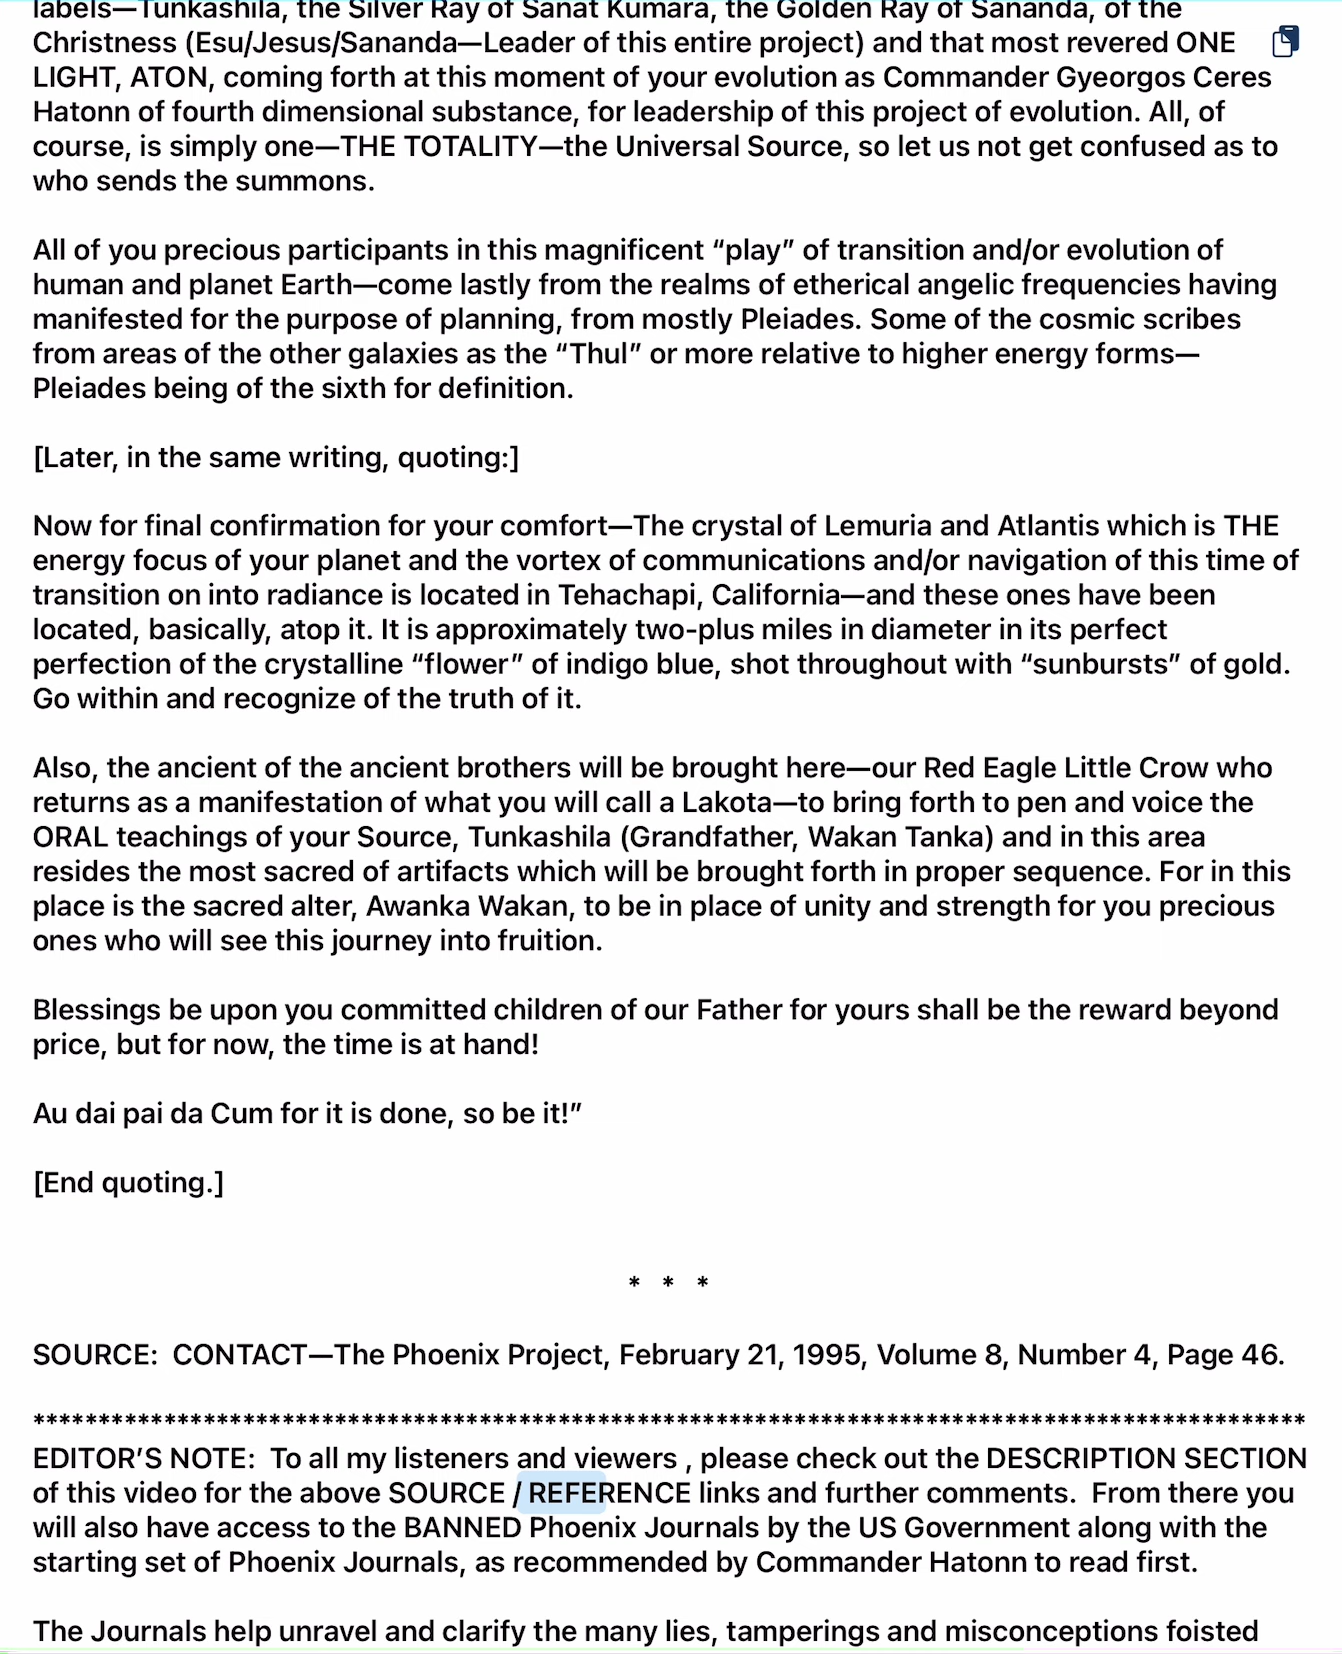 labels—Tunkashila, the Silver Ray of Sanat Kumara, the Golden Ray of Sananda, of the
Christness (Esu/Jesus/Sananda—Leader of this entire project) and that most revered ONE
LIGHT, ATON, coming forth at this moment of your evolution as Commander Gyeorgos Ceres
Hatonn of fourth dimensional substance, for leadership of this project of evolution. All, of
course, is simply one—THE TOTALITY—the Universal Source, so let us not get confused as to
who sends the summons.
All of you precious participants in this magnificent “play” of transition and/or evolution of
human and planet Earth—come lastly from the realms of etherical angelic frequencies having
manifested for the purpose of planning, from mostly Pleiades. Some of the cosmic scribes
from areas of the other galaxies as the “Thul” or more relative to higher energy forms—
Pleiades being of the sixth for definition.
[Later, in the same writing, quoting:]
Now for final confirmation for your comfort—The crystal of Lemuria and Atlantis which is THE
energy focus of your planet and the vortex of communications and/or navigation of this time of
transition on into radiance is located in Tehachapi, California—and these ones have been
located, basically, atop it. It is approximately two-plus miles in diameter in its perfect
perfection of the crystalline “flower” of indigo blue, shot throughout with “sunbursts” of gold.
Go within and recognize of the truth of it.
Also, the ancient of the ancient brothers will be brought here—our Red Eagle Little Crow who
returns as a manifestation of what you will call a Lakota—to bring forth to pen and voice the
ORAL teachings of your Source, Tunkashila (Grandfather, Wakan Tanka) and in this area
resides the most sacred of artifacts which will be brought forth in proper sequence. For in this
place is the sacred alter, Awanka Wakan, to be in place of unity and strength for you precious
ones who will see this journey into fruition.
Blessings be upon you committed children of our Father for yours shall be the reward beyond
price, but for now, the time is at hand!
Au dai pai da Cum for it is done, so be it!”
[End quoting.]
* * *
SOURCE:  CONTACT—The Phoenix Project, February 21, 1995, Volume 8, Number 4, Page 46.
****************************************************************************************************
EDITOR’S NOTE:  To all my listeners and viewers , please check out the DESCRIPTION SECTION
of this video for the above SOURCE / REFERENCE links and further comments.  From there you
will also have access to the BANNED Phoenix Journals by the US Government along with the
starting set of Phoenix Journals, as recommended by Commander Hatonn to read first.
The Journals help unravel and clarify the many lies, tamperings and misconceptions foisted